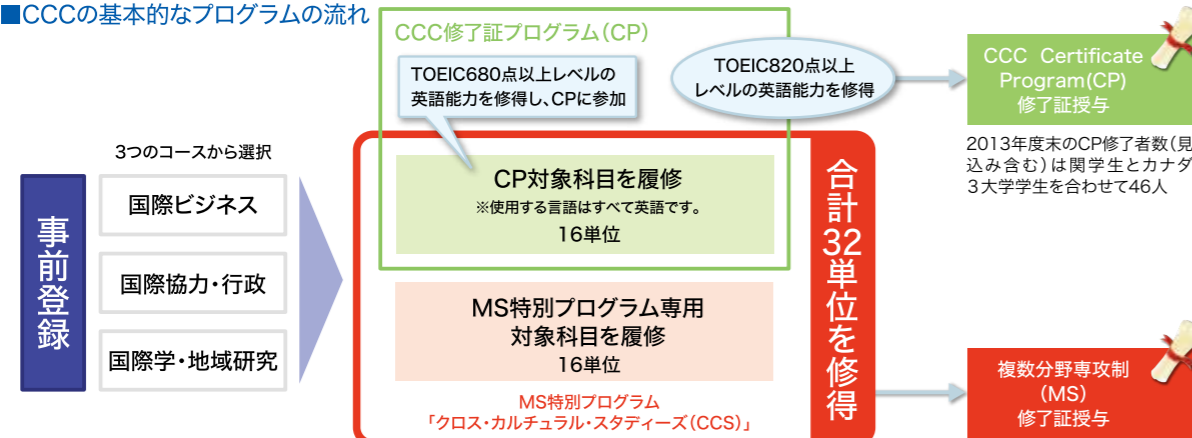 ■CCCの基本的なプログラムの流れ
CCC修了証プログラム(CP)
TOEIC680点以上レベルの
英語能力を修得し、CPに参加
TOEIC820点以上
レベルの英語能力を修得
CCC Certificate
Program(CP)
修了証授与
2013年度末のCP修了者数(見
込み含む)は関学生とカナダ
3大学学生を合わせて46人
3つのコースから選択
事前登録
国際ビジネス
国際協力・行政
国際学・地域研究
CP対象科目を履修
※使用する言語はすべて英語です。
16単位
MS特別プログラム専用
対象科目を履修
16単位
MS特別プログラム
「クロス・カルチュラル・スタディーズ(CCS)」
合計32単位を修得
複数分野専攻制
(MS)
修了証授与